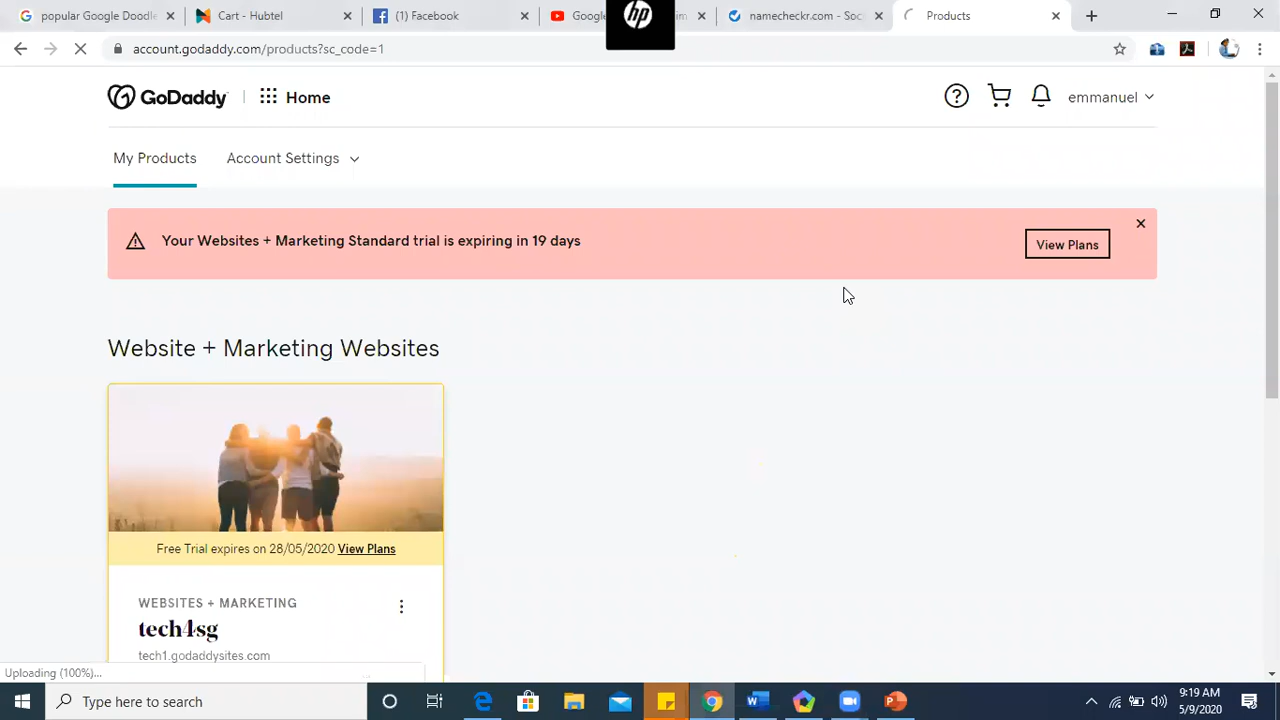 popular Google Doodle
Cart - Hubtel
(1) Facebook
Google
namecheckr.com - Soc
Products
hp
account.godaddy.com/products?sc_code=1
GoDaddy
Home
emmanuel
My Products
Account Settings
Your Websites + Marketing Standard trial is expiring in 19 days
View Plans
Website + Marketing Websites
Free Trial expires on 28/05/2020 View Plans
WEBSITES + MARKETING
tech4sg
tech1.godaddysites.com
Uploading (100%)...
Type here to search
9:19 AM
5/9/2020